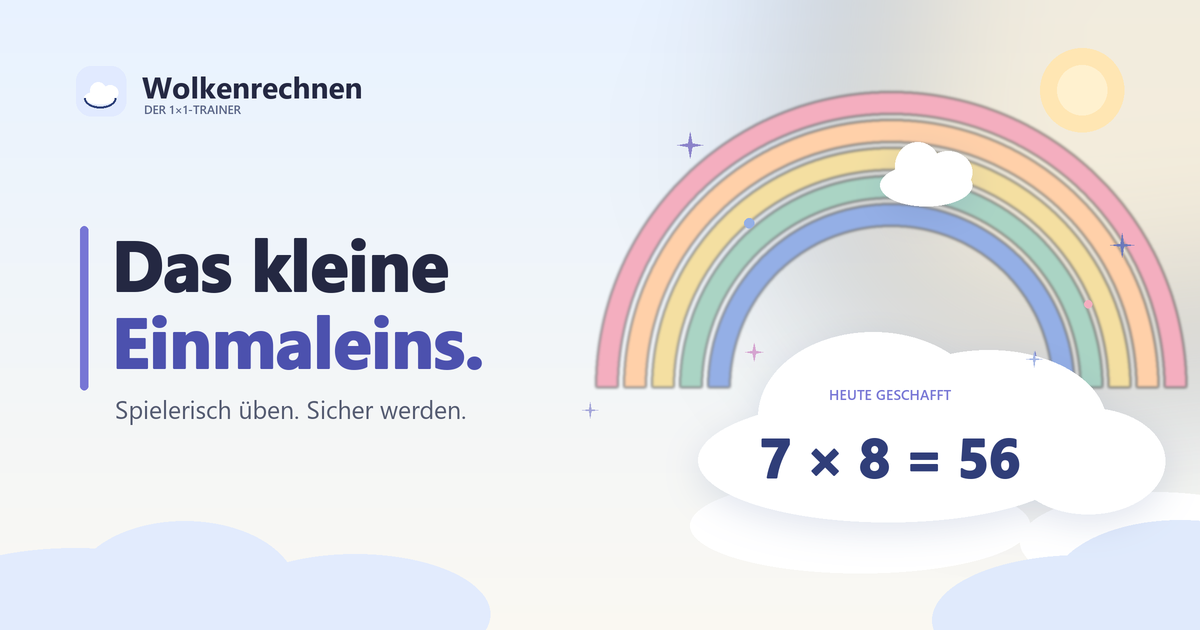 Wolkenrechnen
DER 1×1-TRAINER
Das kleine
Einmaleins.
Spielerisch üben. Sicher werden.
HEUTE GESCHAFFT
7 × 8 = 56